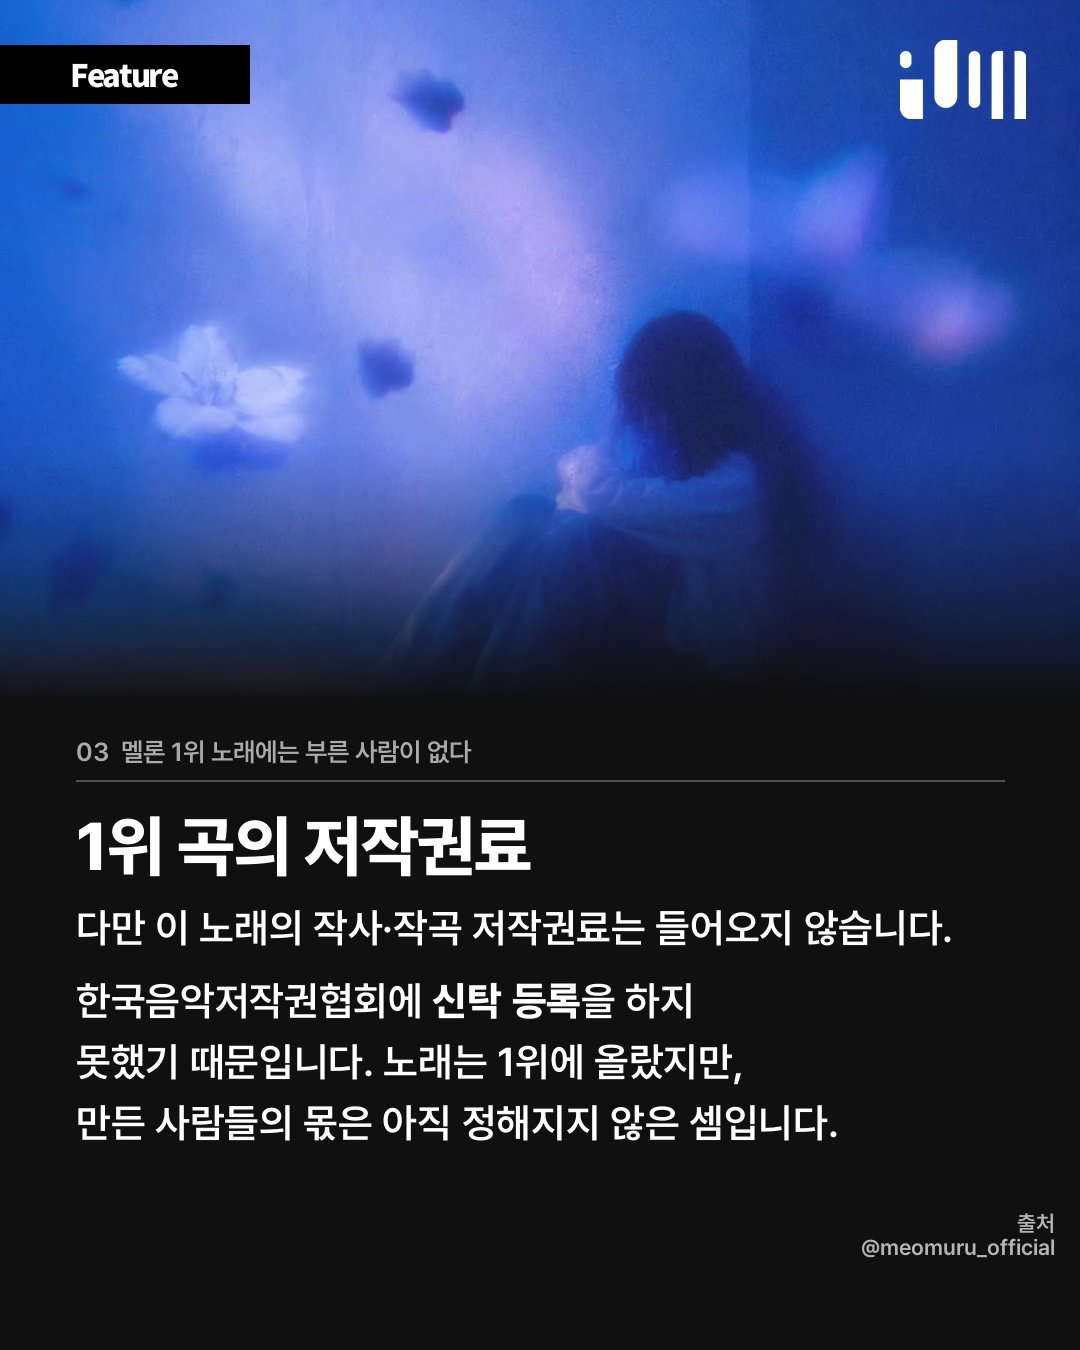 Feature
idm
03 멜론 1위 노래에는 부른 사람이 없다
1위 곡의 저작권료
다만 이 노래의 작사·작곡 저작권료는 들어오지 않습니다.
한국음악저작권협회에 신탁 등록을 하지
못했기 때문입니다. 노래는 1위에 올랐지만,
만든 사람들의 몫은 아직 정해지지 않은 셈입니다.
출처
@meomuru_official